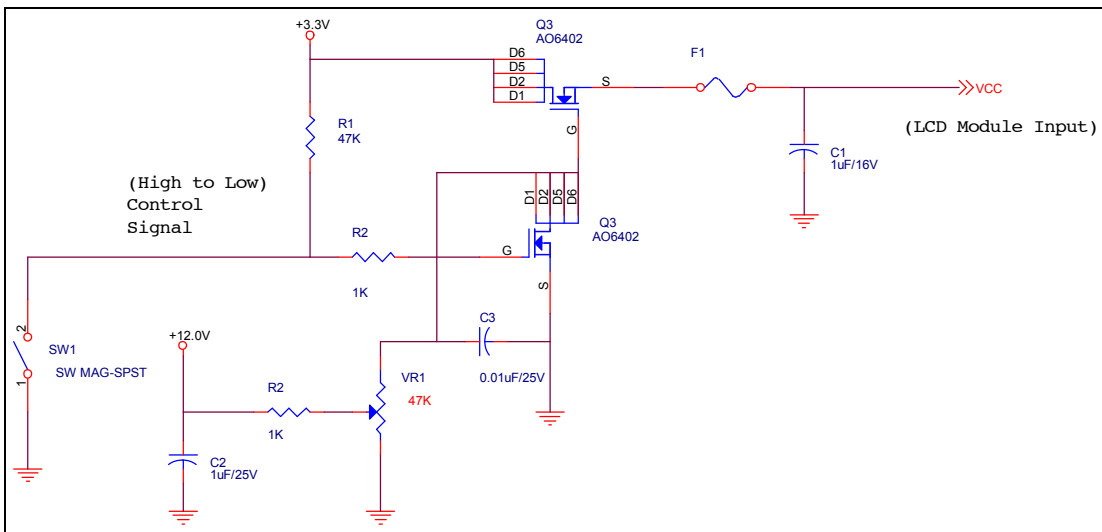 +3.3V
Q3
AO6402
D6
D5
D2
D1
S
G
F1
VCC
(LCD Module Input)
C1
1uF/16V
R1
47K
(High to Low)
Control
Signal
D1
D2
D5
D6
Q3
AO6402
R2
1K
G
S
2
1
SW1
SW MAG-SPST
+12.0V
C3
0.01uF/25V
R2
1K
VR1
47K
C2
1uF/25V